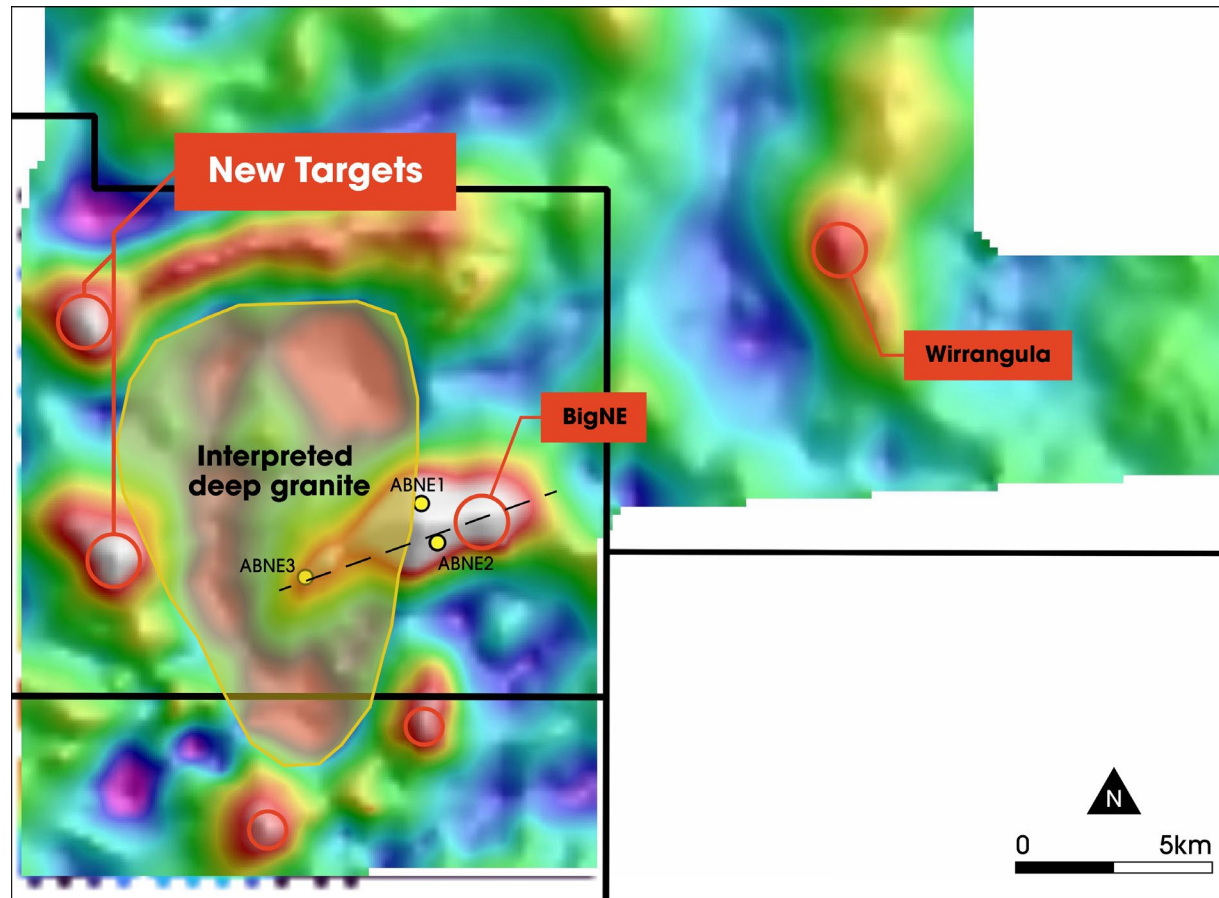 New Targets
Wirrangula
BigNE
Interpreted
deep granite
ABNE1
ABNE2
ABNE3
N
0 5km